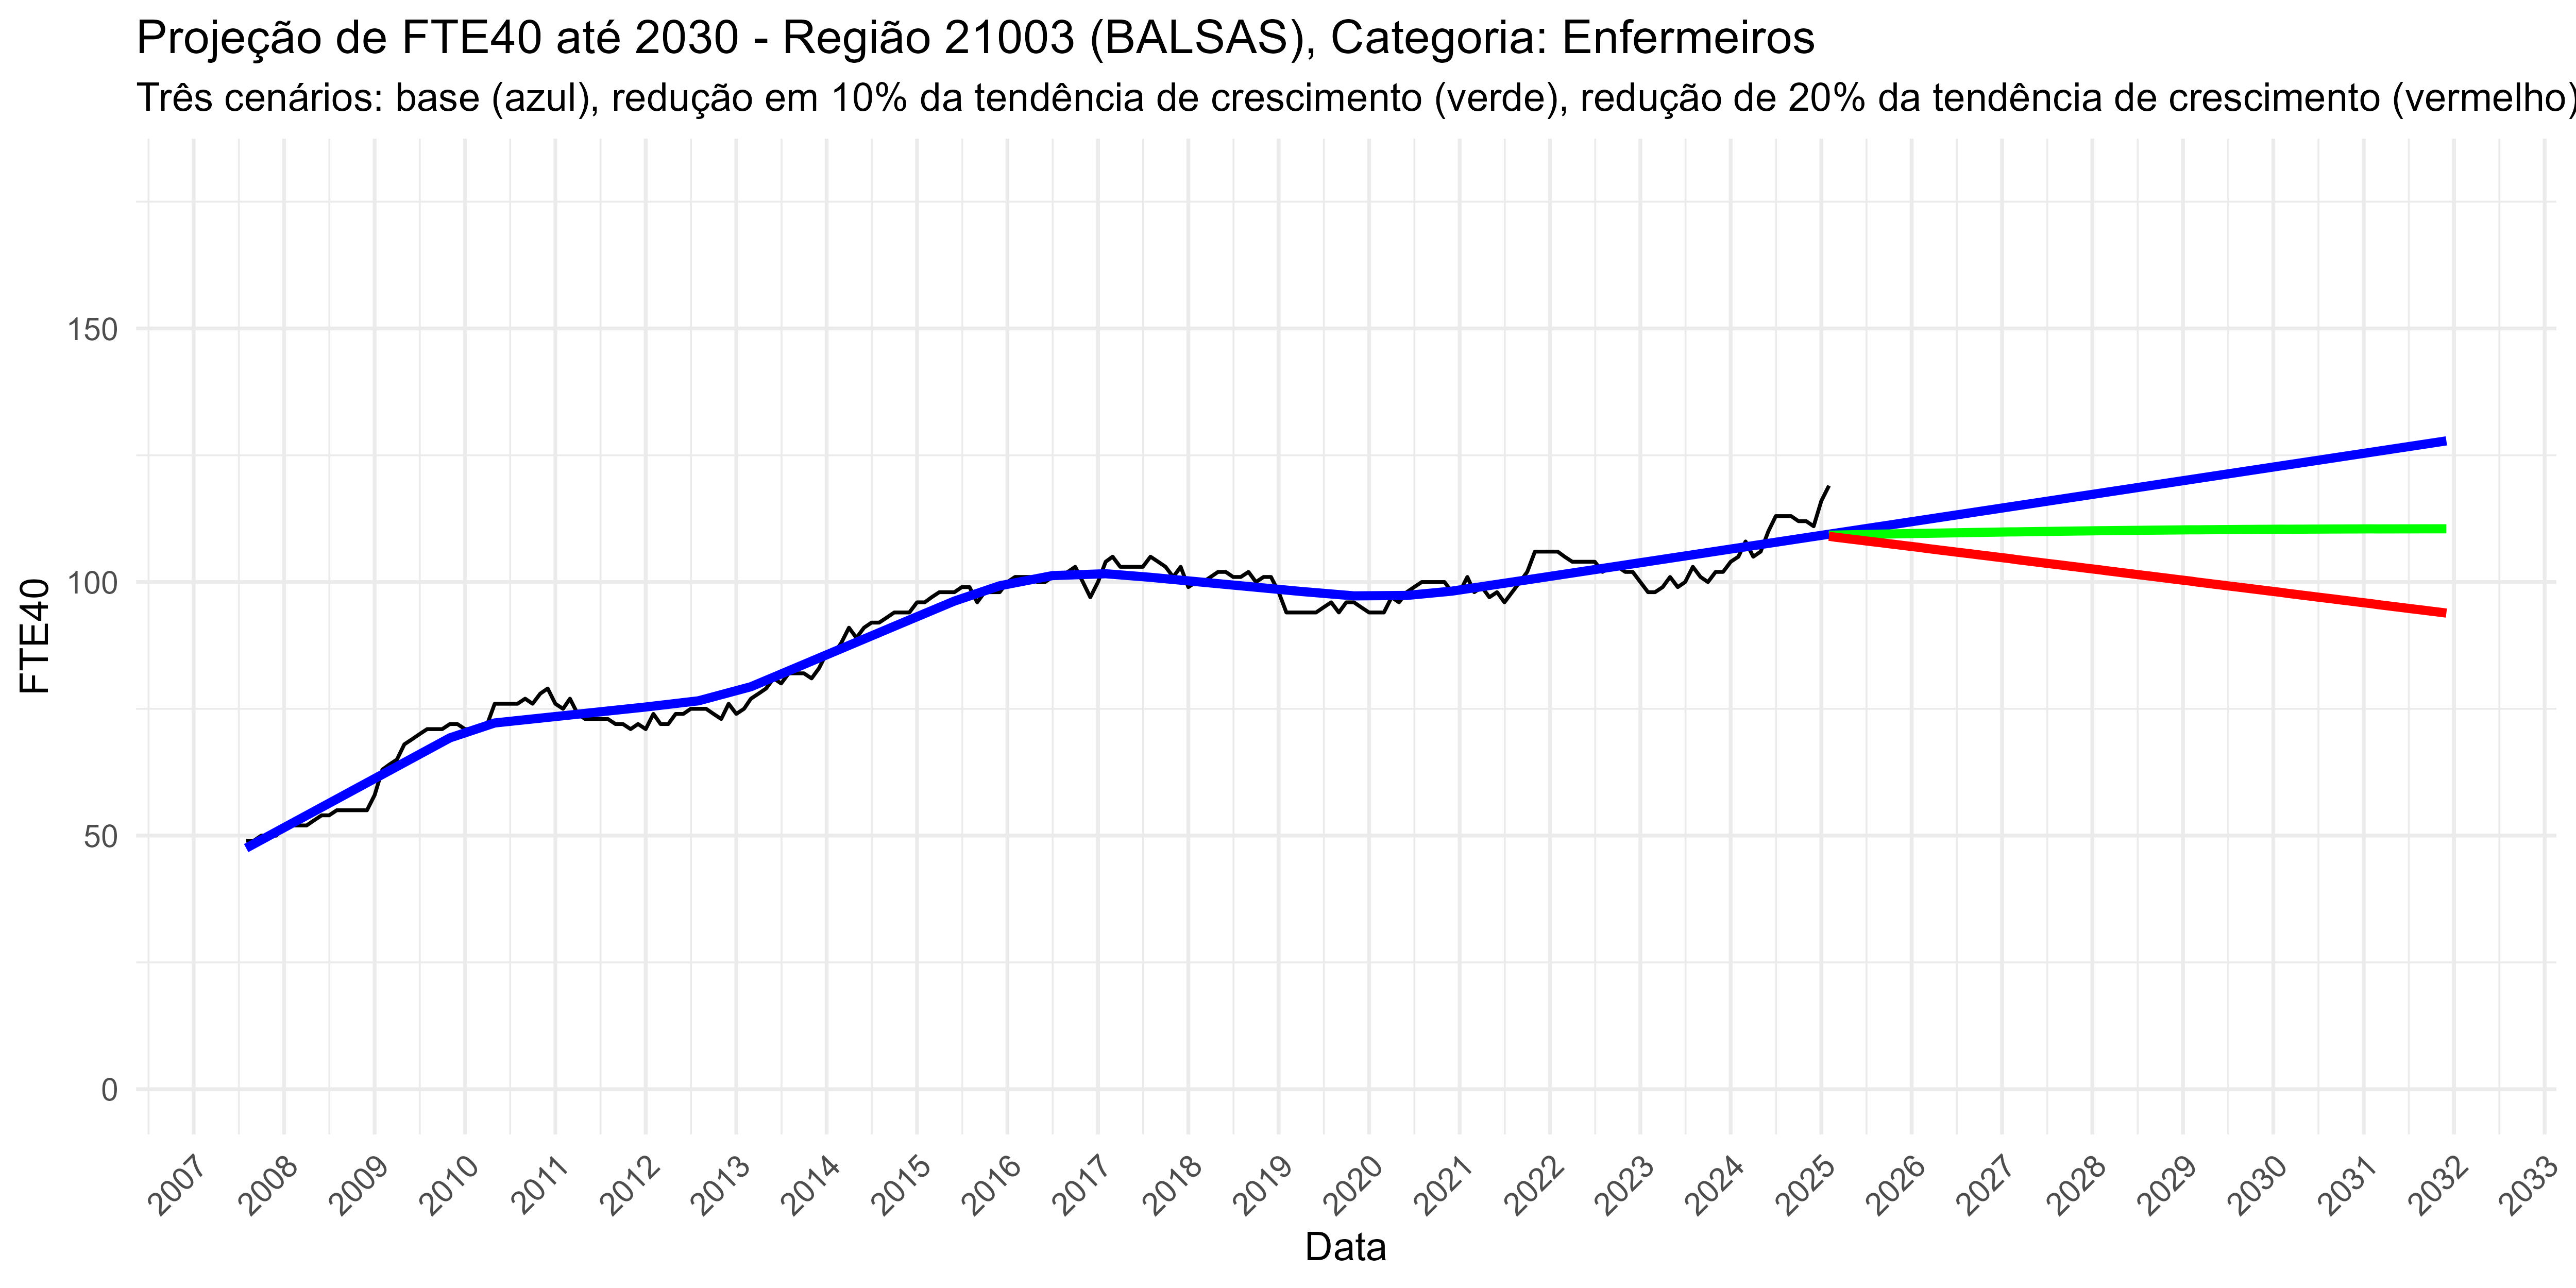 Projeção de FTE40 até 2030 - Região 21003 (BALSAS), Categoria: Enfermeiros
Três cenários: base (azul), redução em 10% da tendência de crescimento (verde), redução de 20% da tendência de crescimento (vermelho)
FTE40
150
100
50
0
2007 2008 2009 2010 2011 2012 2013 2014 2015 2016 2017 2018 2019 2020 2021 2022 2023 2024 2025 2026 2027 2028 2029 2030 2031 2032 2033
Data